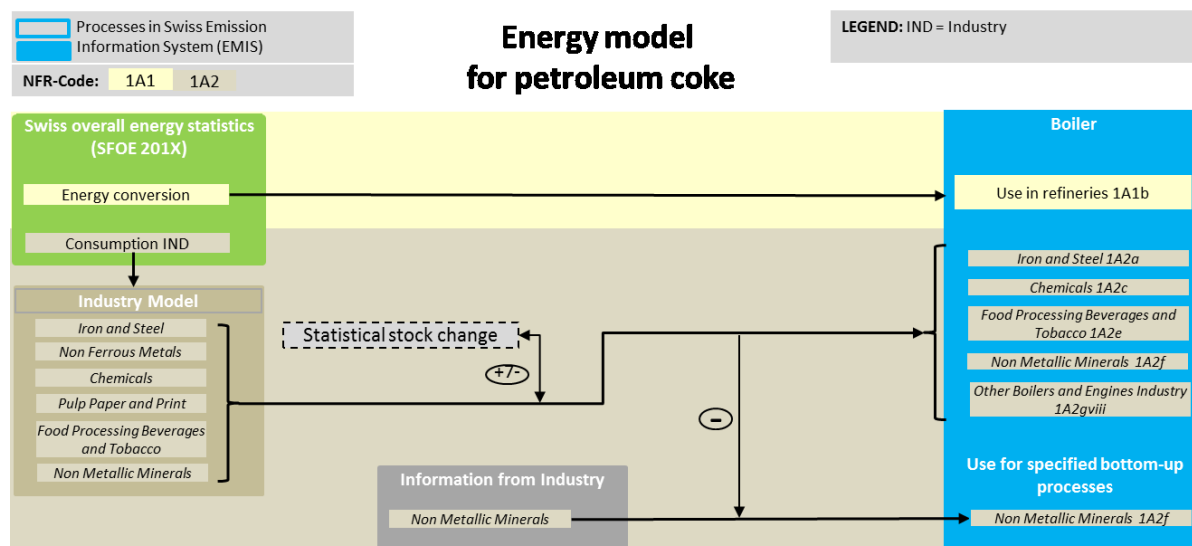 Processes in Swiss Emission
Information System (EMIS)
NFR-Code: 1A1 1A2
Energy model
for petroleum coke
LEGEND: IND = Industry
Swiss overall energy statistics
(SFOE 201X)
Energy conversion
Consumption IND
Industry Model
Iron and Steel
Non Ferrous Metals
Chemicals
Pulp Paper and Print
Food Processing Beverages
and Tobacco
Non Metallic Minerals
Statistical stock change
+7-
−
Information from Industry
Non Metallic Minerals
Boiler
Use in refineries 1A1b
Iron and Steel 1A2a
Chemicals 1A2c
Food Processing Beverages and
Tobacco 1A2e
Non Metallic Minerals 1A2f
Other Boilers and Engines Industry
1A2gviii
Use for specified bottom-up
processes
Non Metallic Minerals 1A2f